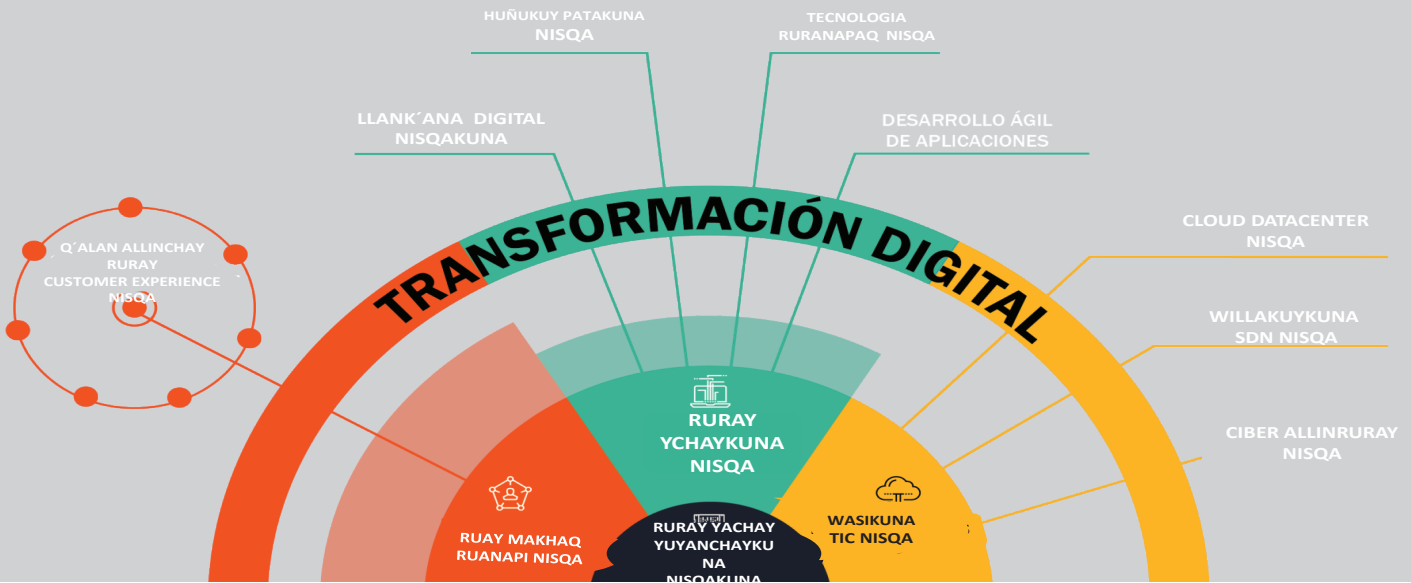 HUÑUKUY PATAKUNA
NISQA
TECNOLOGIA
RURANAPAQ NISQA
LLANK´ANA DIGITAL
NISQAKUNA
DESARROLLO ÁGIL
DE APLICACIONES
TRANSFORMACIÓN DIGITAL
Q´ALAN ALLINCHAY
RURAY
CUSTOMER EXPERIENCE
NISQA
CLOUD DATACENTER
NISQA
WILLAKUYKUNA
SDN NISQA
CIBER ALLINRURAY
NISQA
RURAY
YCHAYKUNA
NISQA
RUAY MAKHAQ
RUANAPI NISQA
RURAY YACHAY
YUYANCHAYKU
NA
NISQAKUNA
WASIKUNA
TIC NISQA